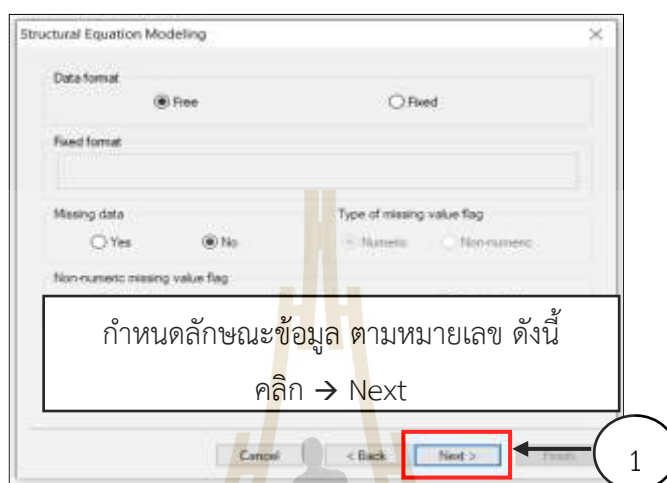 Structural Equation Modeling
Data format
Free Fixed
Fixed format
Missing data Type of missing value flag
Yes No Numeric Non-numeric
Non-numeric missing value flag
กำหนดลักษณะข้อมูล ตามหมายเลข ดังนี้
คลิก → Next
Cancel < Back Next > Finish
1